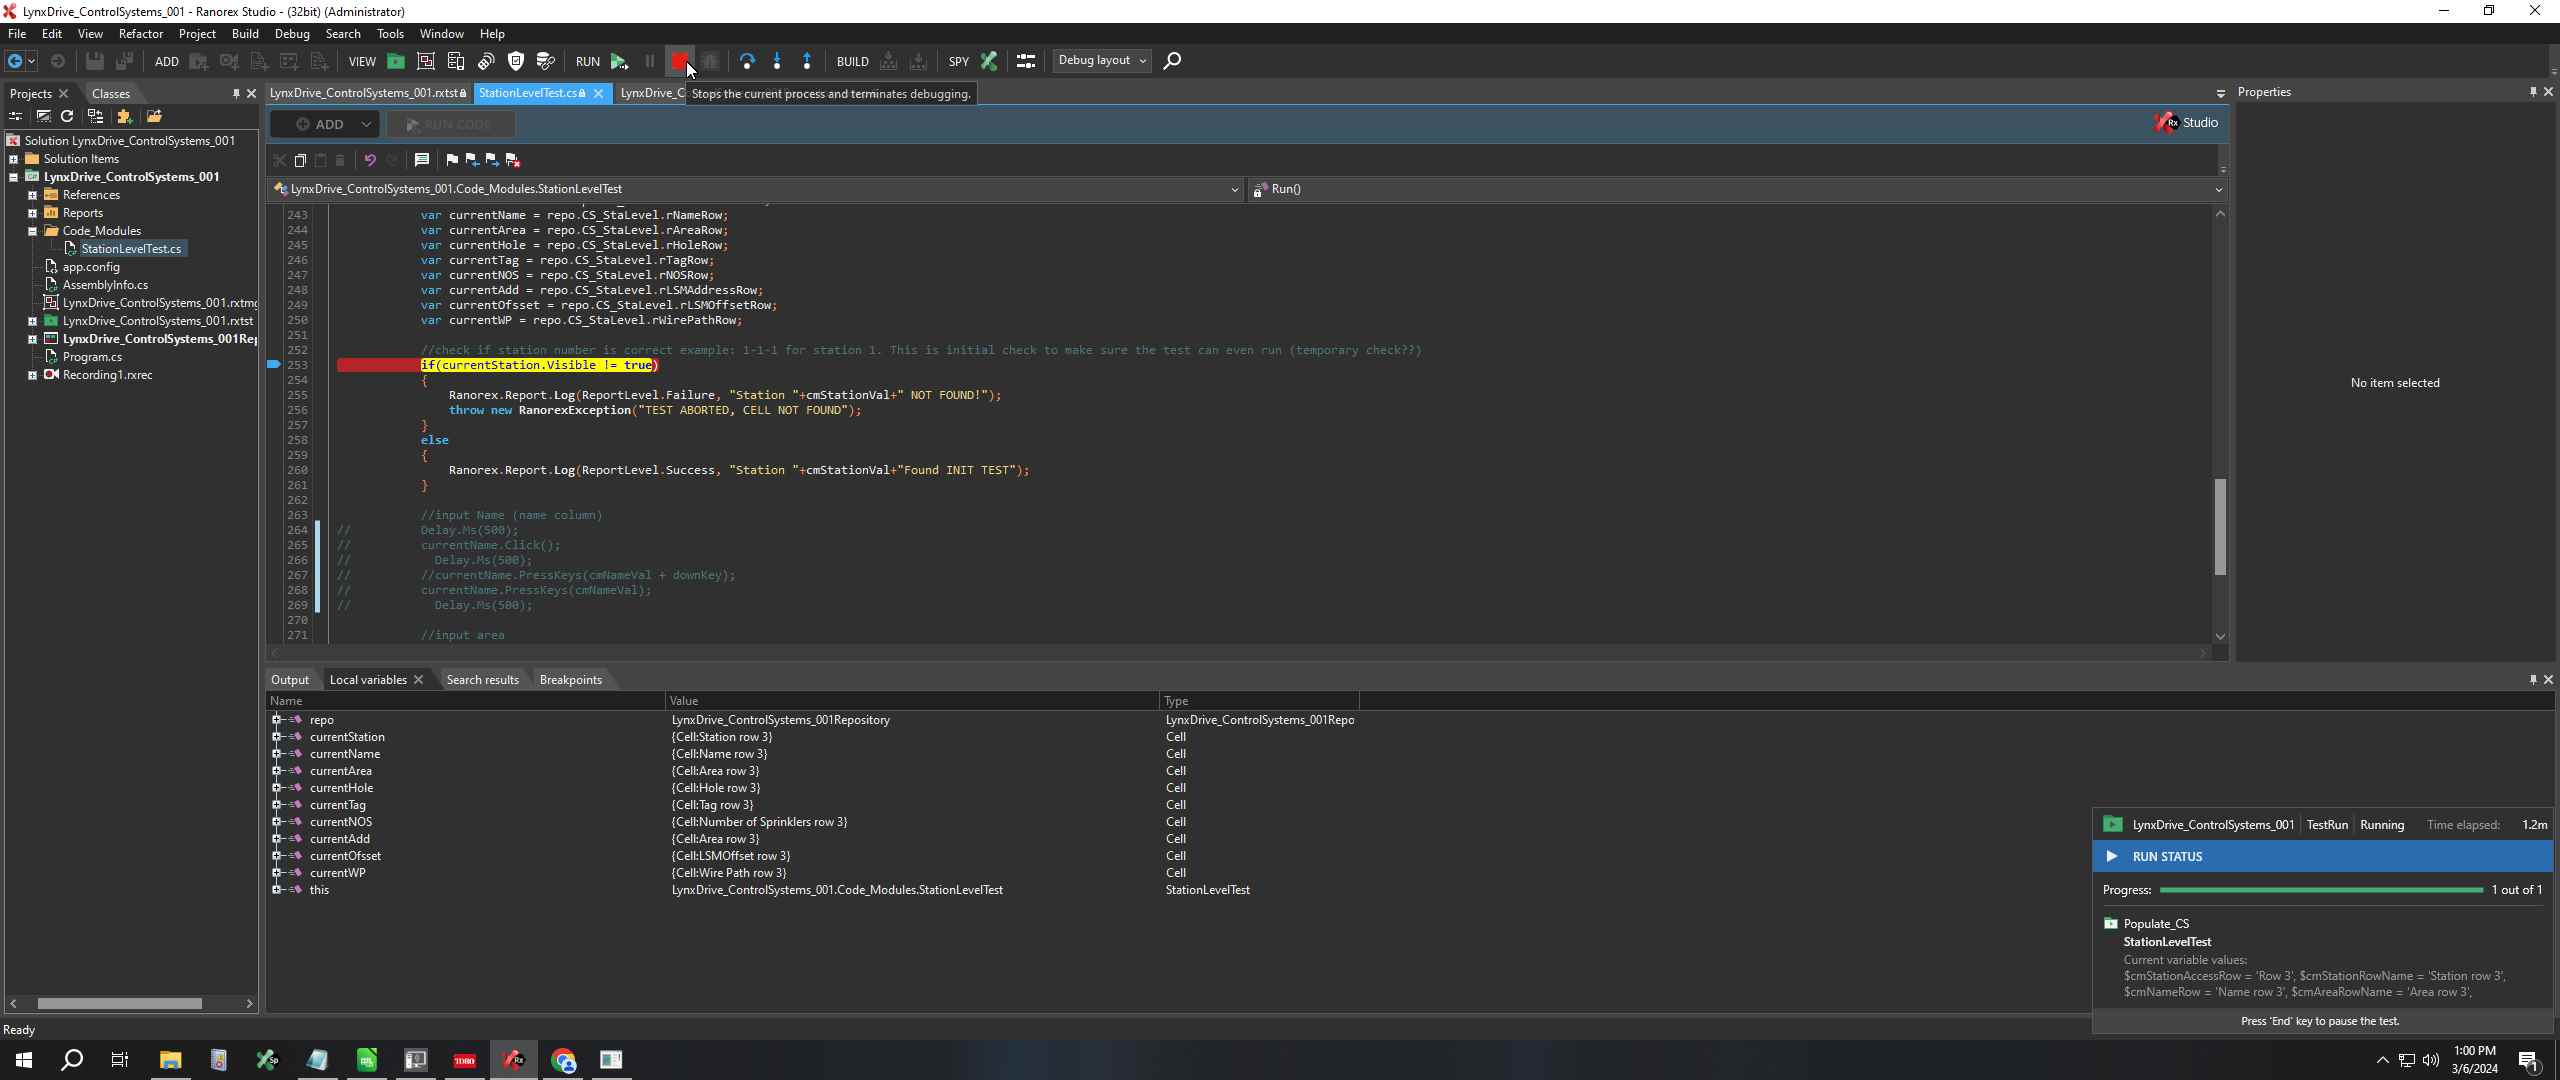 LynxDrive_ControlSystems_001 - Ranorex Studio - (32bit) (Administrator)
File Edit View Refactor Project Build Debug Search Tools Window Help
ADD VIEW RUN BUILD SPY Debug layout
Projects Classes
LynxDrive_ControlSystems_001.rxtst StationLevelTest.cs LynxDrive_C
Stops the current process and terminates debugging.
Properties
ADD RUN CODE
Rx Studio
Solution LynxDrive_ControlSystems_001
Solution Items
LynxDrive_ControlSystems_001
References
Reports
Code_Modules
StationLevelTest.cs
app.config
AssemblyInfo.cs
LynxDrive_ControlSystems_001.rxtmg
LynxDrive_ControlSystems_001.rxtst
LynxDrive_ControlSystems_001Rep
Program.cs
Recording1.rxrec
LynxDrive_ControlSystems_001.Code_Modules.StationLevelTest Run()
243 var currentName = repo.CS_StaLevel.rNameRow;
244 var currentArea = repo.CS_StaLevel.rAreaRow;
245 var currentHole = repo.CS_StaLevel.rHoleRow;
246 var currentTag = repo.CS_StaLevel.rTagRow;
247 var currentNOS = repo.CS_StaLevel.rNOSRow;
248 var currentAdd = repo.CS_StaLevel.rLSMAddressRow;
249 var currentOfsset = repo.CS_StaLevel.rLSMOffsetRow;
250 var currentWP = repo.CS_StaLevel.rWirePathRow;
251
252 //check if station number is correct example: 1-1-1 for station 1. This is initial check to make sure the test can even run (temporary check??)
253 if(currentStation.Visible != true)
254 {
255 Ranorex.Report.Log(ReportLevel.Failure, "Station "+cmStationVal+" NOT FOUND!");
256 throw new RanorexException("TEST ABORTED, CELL NOT FOUND");
257 }
258 else
259 {
260 Ranorex.Report.Log(ReportLevel.Success, "Station "+cmStationVal+"Found INIT TEST");
261 }
262
263 //input Name (name column)
264 // Delay.Ms(500);
265 // currentName.Click();
266 // Delay.Ms(500);
267 // //currentName.PressKeys(cmNameVal + downKey);
268 // currentName.PressKeys(cmNameVal);
269 // Delay.Ms(500);
270
271 //input area
No item selected
Output Local variables Search results Breakpoints
Name Value Type
repo LynxDrive_ControlSystems_001Repository LynxDrive_ControlSystems_001Repo
currentStation {Cell:Station row 3} Cell
currentName {Cell:Name row 3} Cell
currentArea {Cell:Area row 3} Cell
currentHole {Cell:Hole row 3} Cell
currentTag {Cell:Tag row 3} Cell
currentNOS {Cell:Number of Sprinklers row 3} Cell
currentAdd {Cell:Area row 3} Cell
currentOfsset {Cell:LSMOffset row 3} Cell
currentWP {Cell:Wire Path row 3} Cell
this LynxDrive_ControlSystems_001.Code_Modules.StationLevelTest StationLevelTest
LynxDrive_ControlSystems_001 TestRun Running Time elapsed: 1.2m
RUN STATUS
Progress: 1 out of 1
Populate_CS
StationLevelTest
Current variable values:
$cmStationAccessRow = 'Row 3', $cmStationRowName = 'Station row 3',
$cmNameRow = 'Name row 3', $cmAreaRowName = 'Area row 3',
Press 'End' key to pause the test.
Ready
Sp TORO Rx
1:00 PM
3/6/2024
1